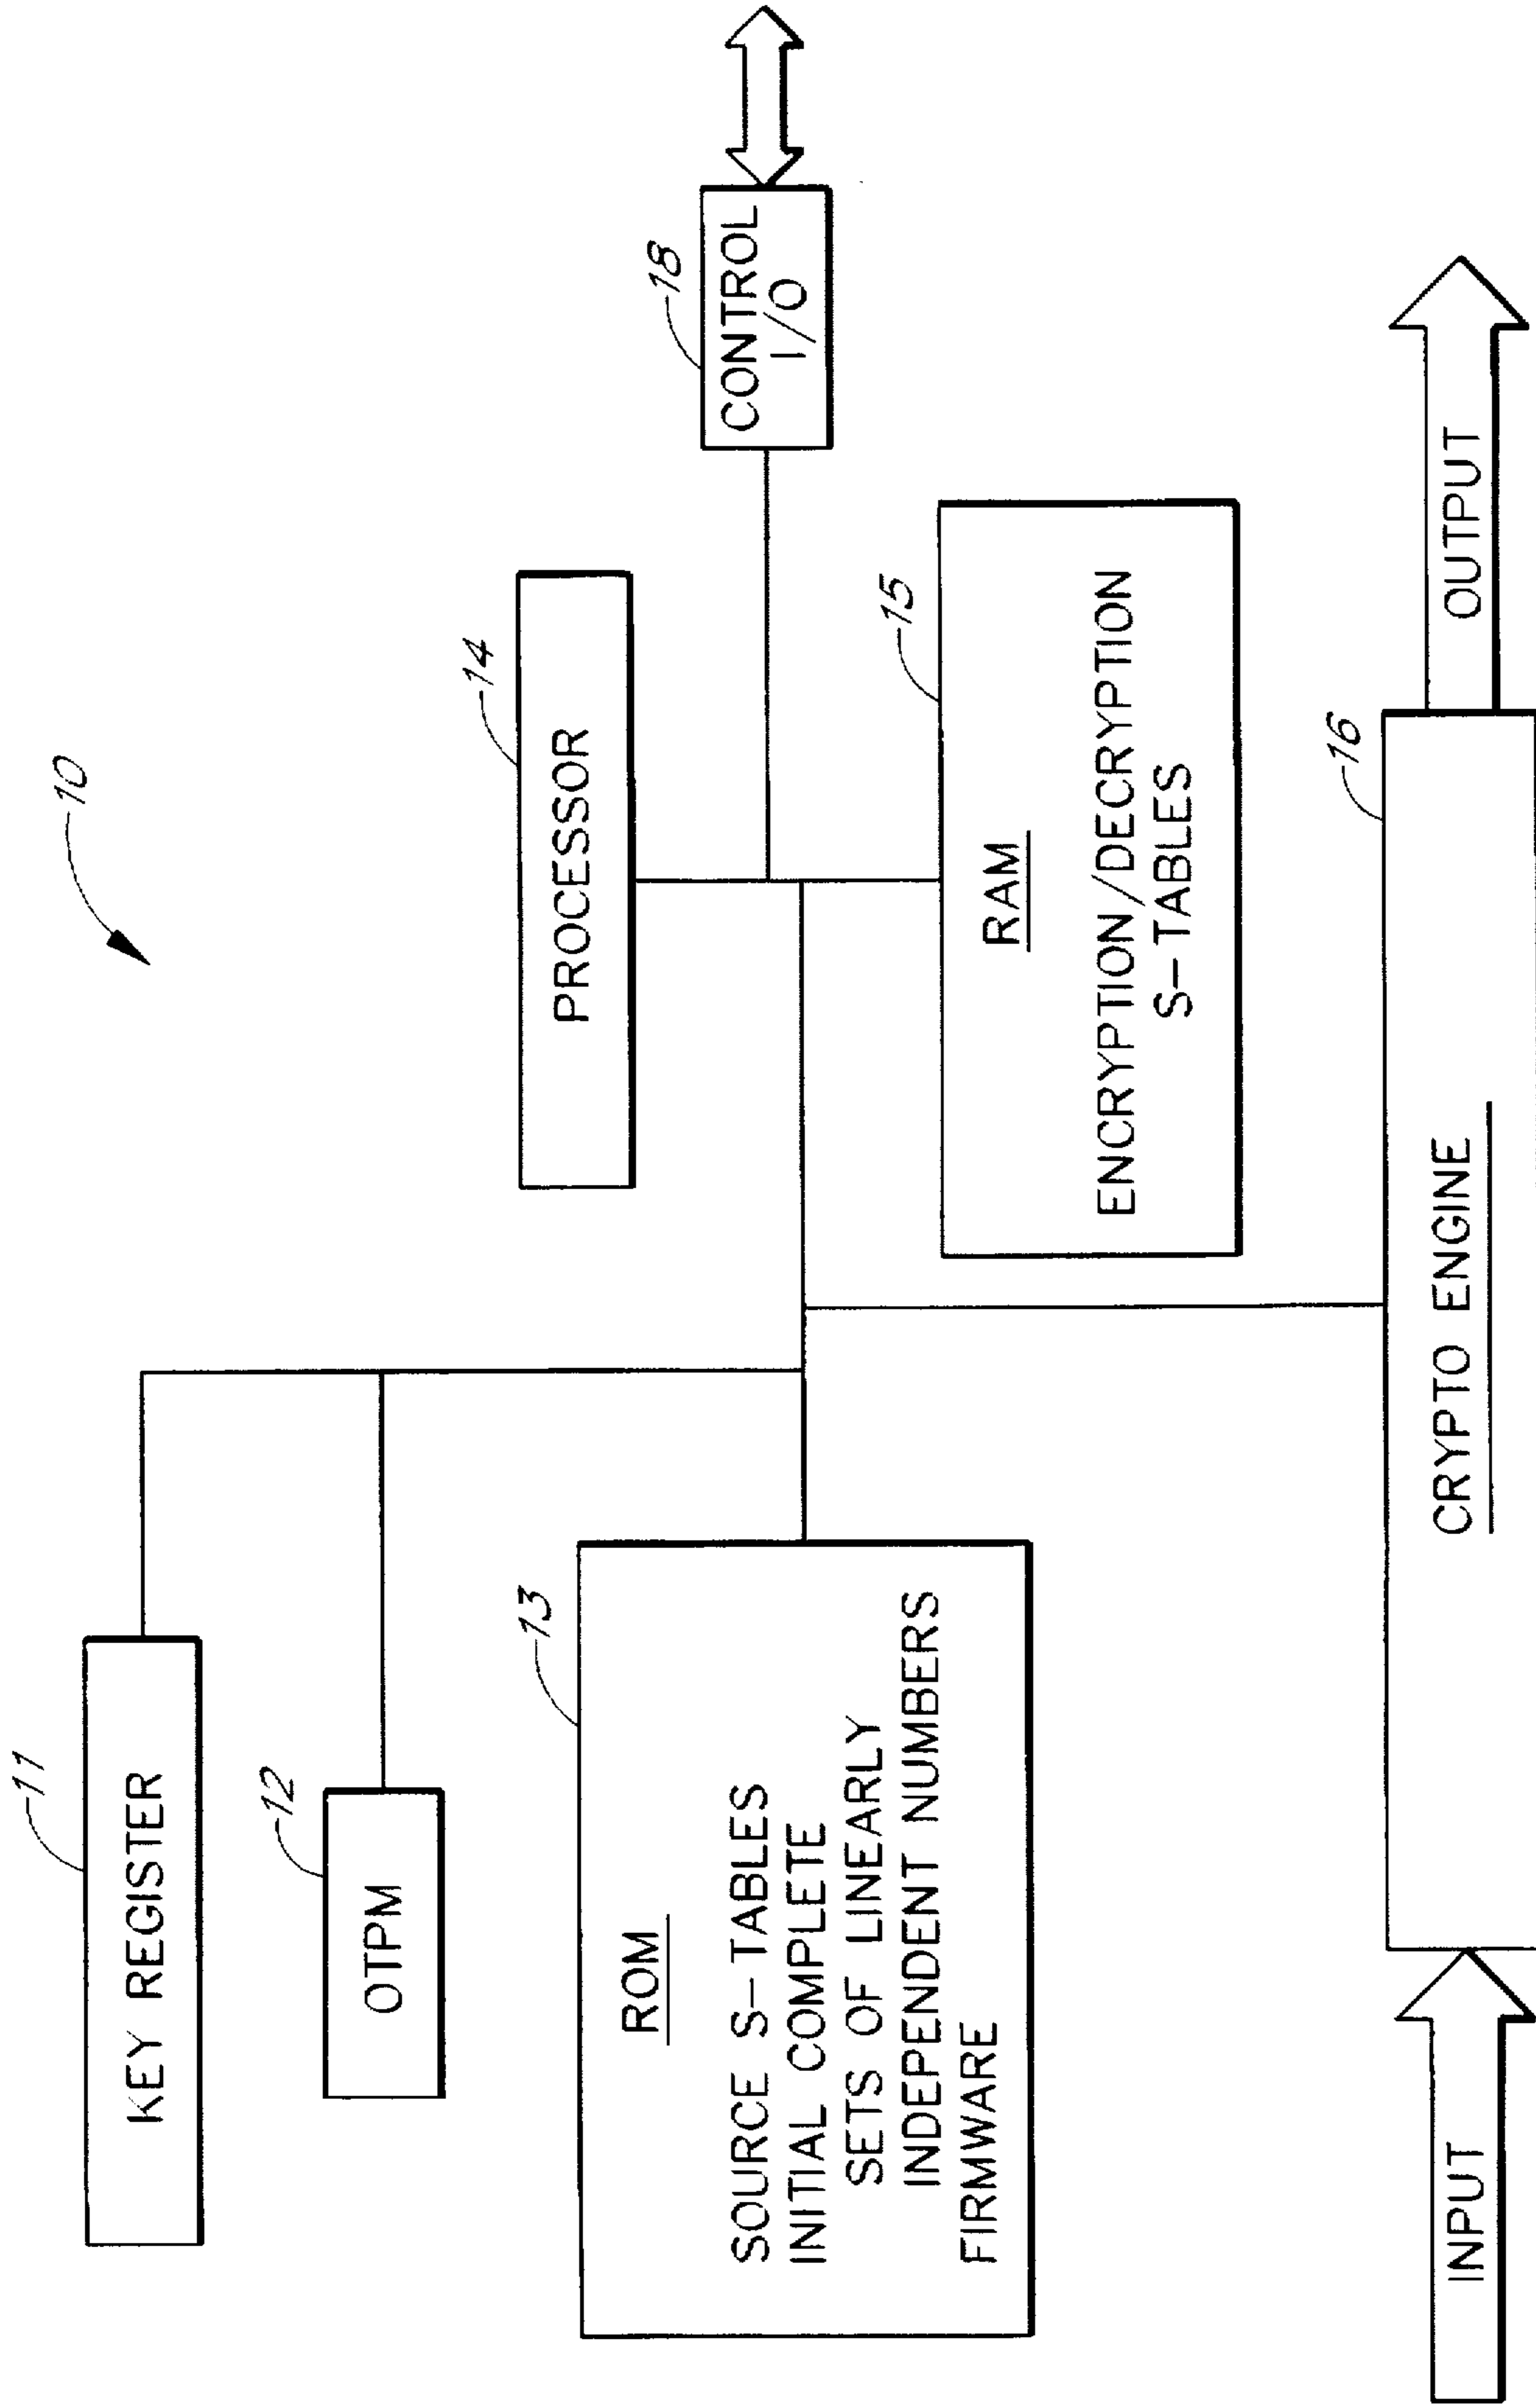 10
11
KEY REGISTER
12
OTPM
13
ROM
SOURCE S-TABLES
INITIAL COMPLETE
SETS OF LINEARLY
INDEPENDENT NUMBERS
FIRMWARE
14
PROCESSOR
18
CONTROL
I/O
15
RAM
ENCRYPTION/DECRYPTION
S-TABLES
16
CRYPTO ENGINE
INPUT
OUTPUT